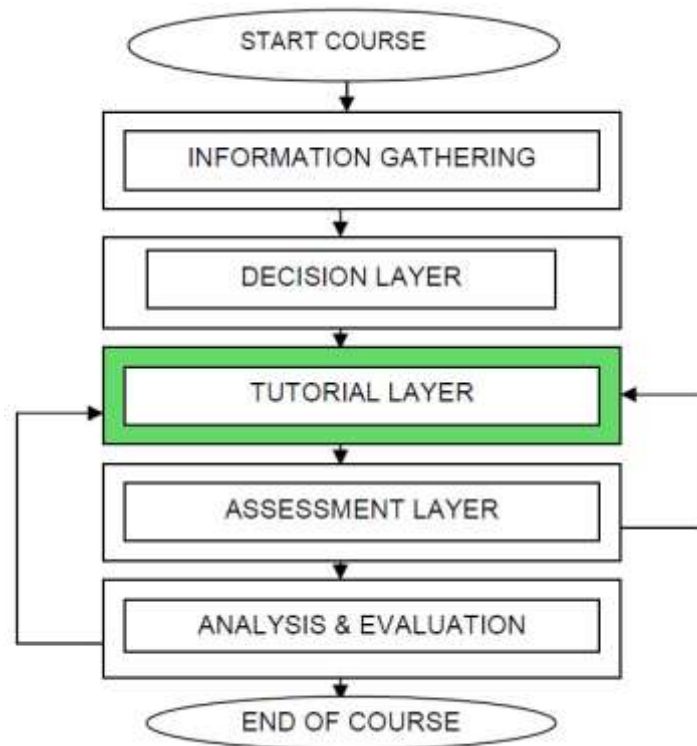 START COURSE
INFORMATION GATHERING
DECISION LAYER
TUTORIAL LAYER
ASSESSMENT LAYER
ANALYSIS & EVALUATION
END OF COURSE